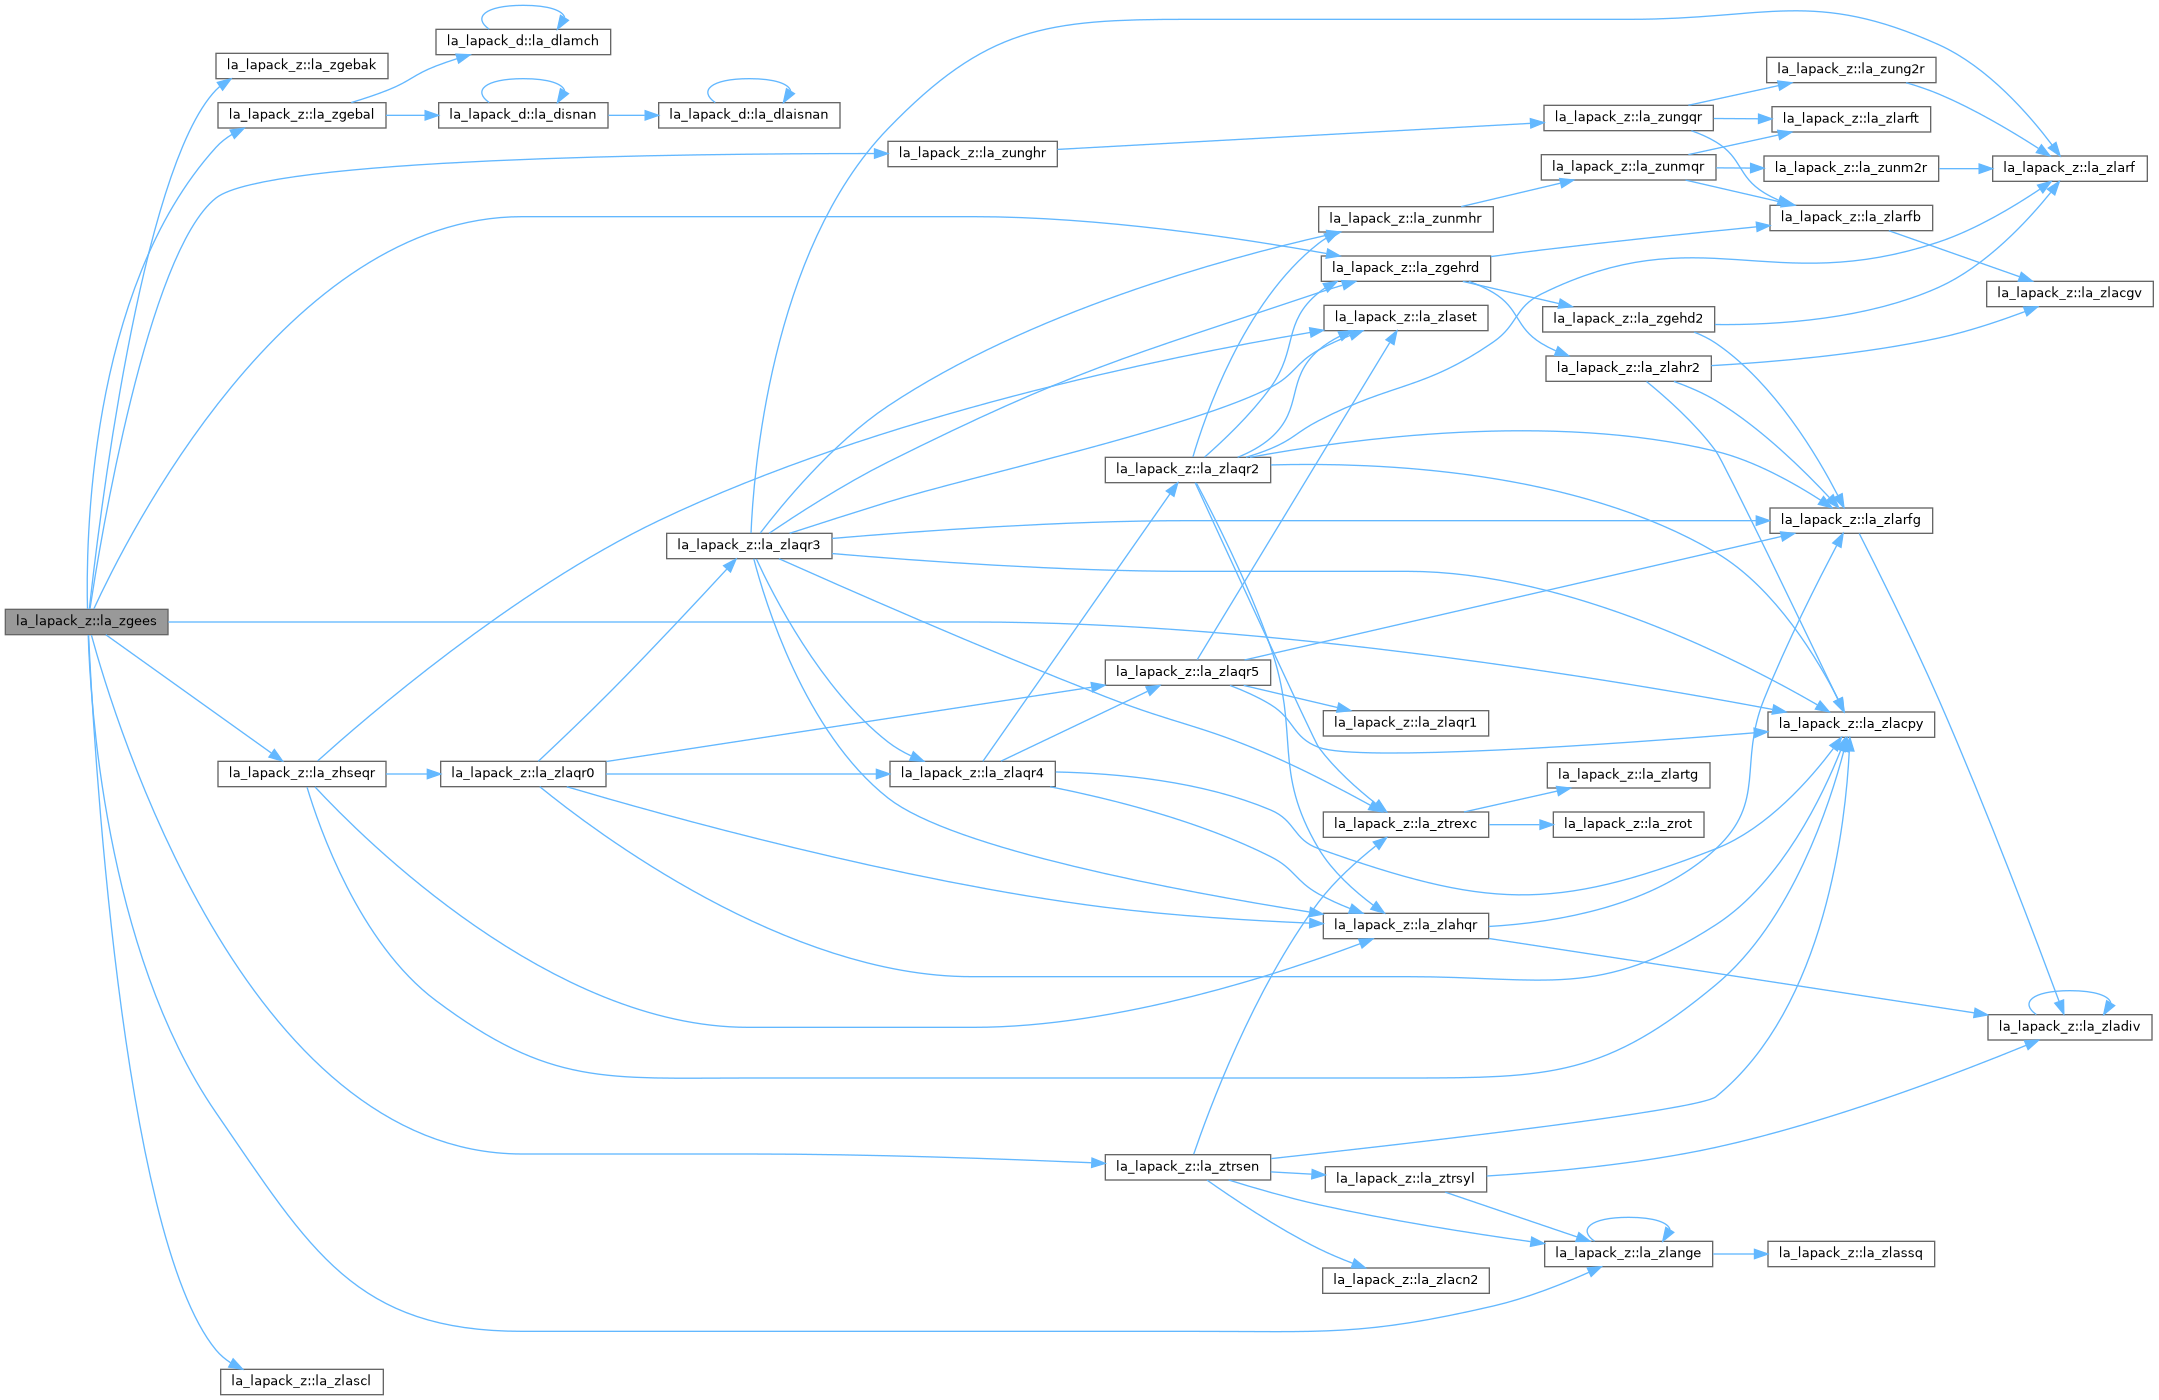 la_lapack_d::la_dlamch
la_lapack_z::la_zgebak
la_lapack_z::la_zung2r
la_lapack_z::la_zgebal
la_lapack_d::la_disnan
la_lapack_d::la_dlaisnan
la_lapack_z::la_zungqr
la_lapack_z::la_zlarft
la_lapack_z::la_zunghr
la_lapack_z::la_zunmqr
la_lapack_z::la_zunm2r
la_lapack_z::la_zlarf
la_lapack_z::la_zunmhr
la_lapack_z::la_zlarfb
la_lapack_z::la_zgehrd
la_lapack_z::la_zlacgv
la_lapack_z::la_zlaset
la_lapack_z::la_zgehd2
la_lapack_z::la_zlahr2
la_lapack_z::la_zlaqr2
la_lapack_z::la_zlarfg
la_lapack_z::la_zlaqr3
la_lapack_z::la_zgees
la_lapack_z::la_zlaqr5
la_lapack_z::la_zlaqr1
la_lapack_z::la_zlacpy
la_lapack_z::la_zhseqr
la_lapack_z::la_zlaqr0
la_lapack_z::la_zlaqr4
la_lapack_z::la_zlartg
la_lapack_z::la_ztrexc
la_lapack_z::la_zrot
la_lapack_z::la_zlahqr
la_lapack_z::la_zladiv
la_lapack_z::la_ztrsen
la_lapack_z::la_ztrsyl
la_lapack_z::la_zlange
la_lapack_z::la_zlassq
la_lapack_z::la_zlacn2
la_lapack_z::la_zlascl